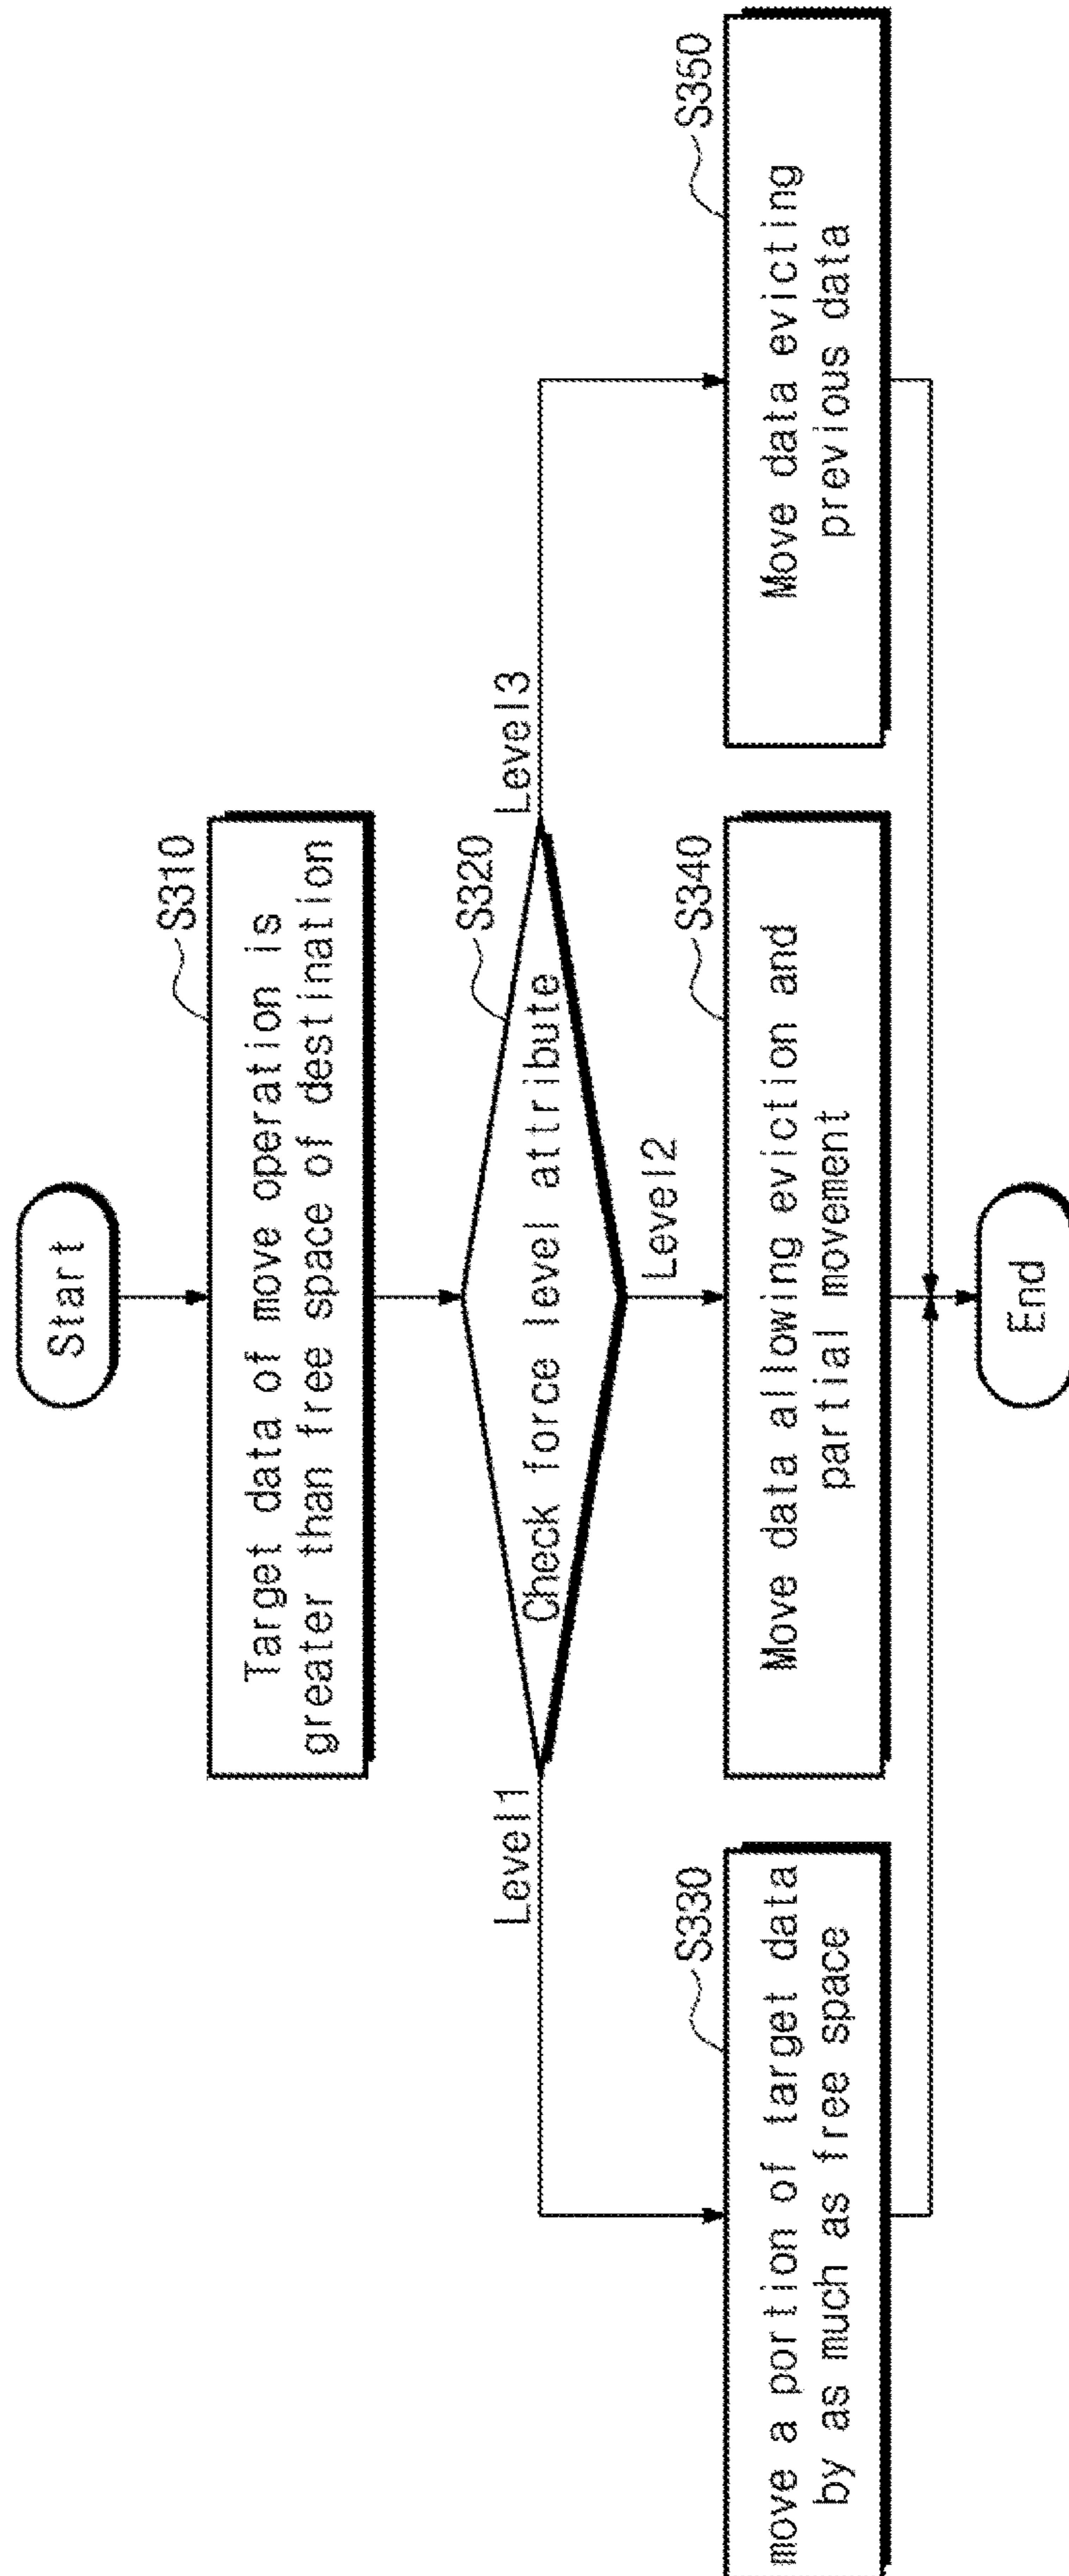 Start
S310
Target data of move operation is
greater than free space of destination
S320
Check force level attribute
Level1
Level2
Level3
S330
move a portion of target data
by as much as free space
S340
Move data allowing eviction and
partial movement
S350
Move data evicting
previous data
End